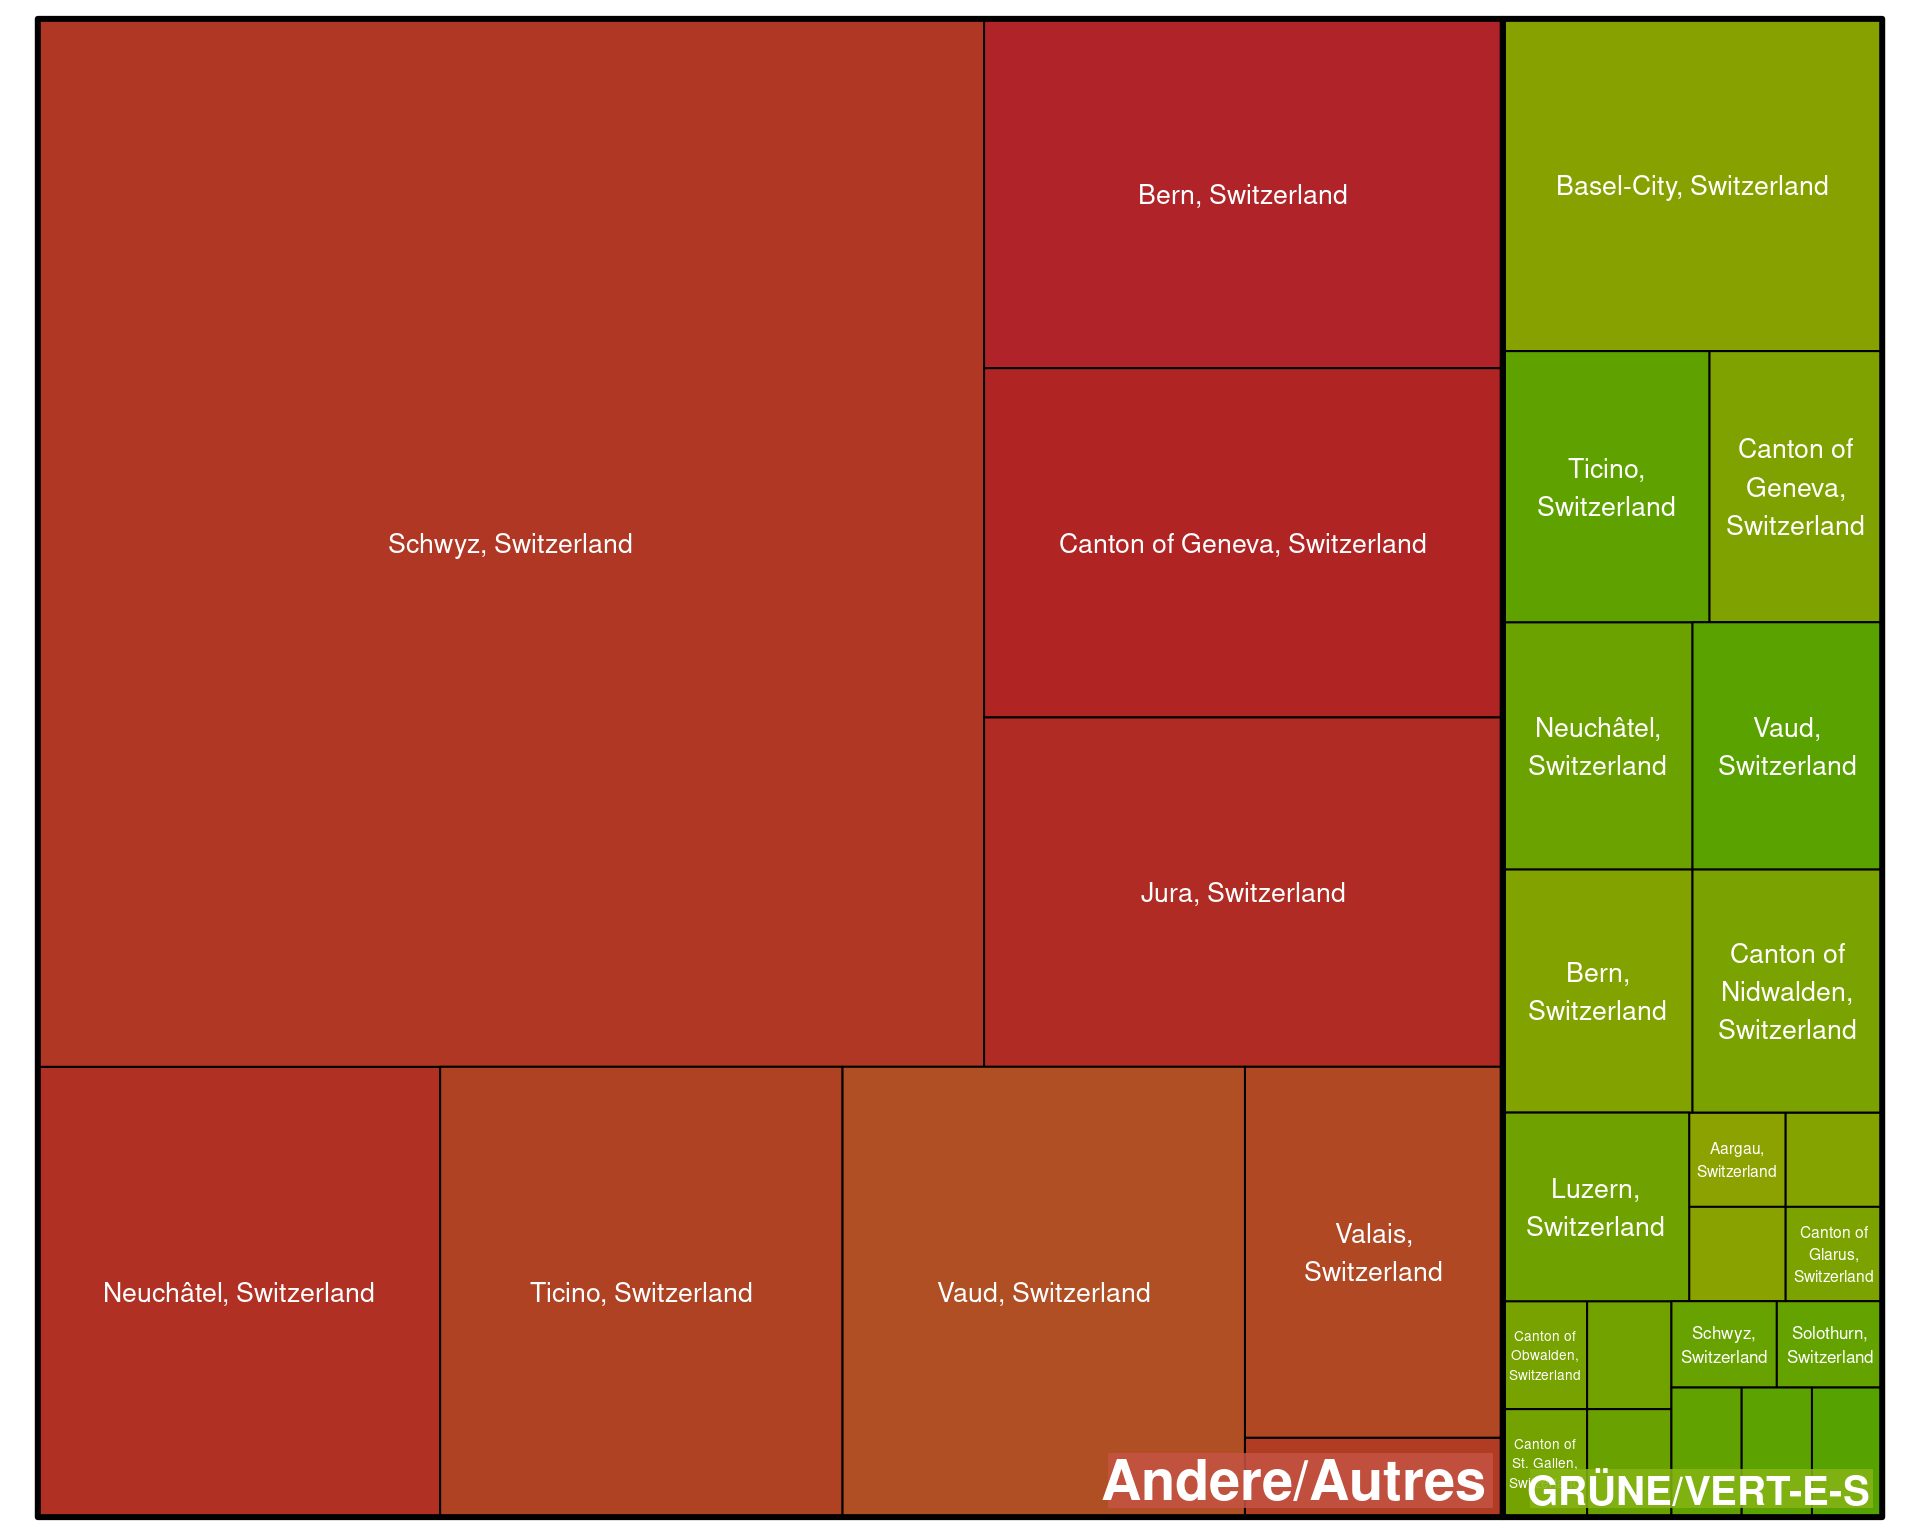 Schwyz, Switzerland
Bern, Switzerland
Canton of Geneva, Switzerland
Jura, Switzerland
Neuchâtel, Switzerland
Ticino, Switzerland
Vaud, Switzerland
Valais,
Switzerland
Andere/Autres
Basel-City, Switzerland
Ticino,
Switzerland
Canton of
Geneva,
Switzerland
Neuchâtel,
Switzerland
Vaud,
Switzerland
Bern,
Switzerland
Canton of
Nidwalden,
Switzerland
Luzern,
Switzerland
Aargau,
Switzerland
Canton of
Glarus,
Switzerland
Canton of
Obwalden,
Switzerland
Schwyz,
Switzerland
Solothurn,
Switzerland
Canton of
St. Gallen,
GRÜNE/VERT-E-S